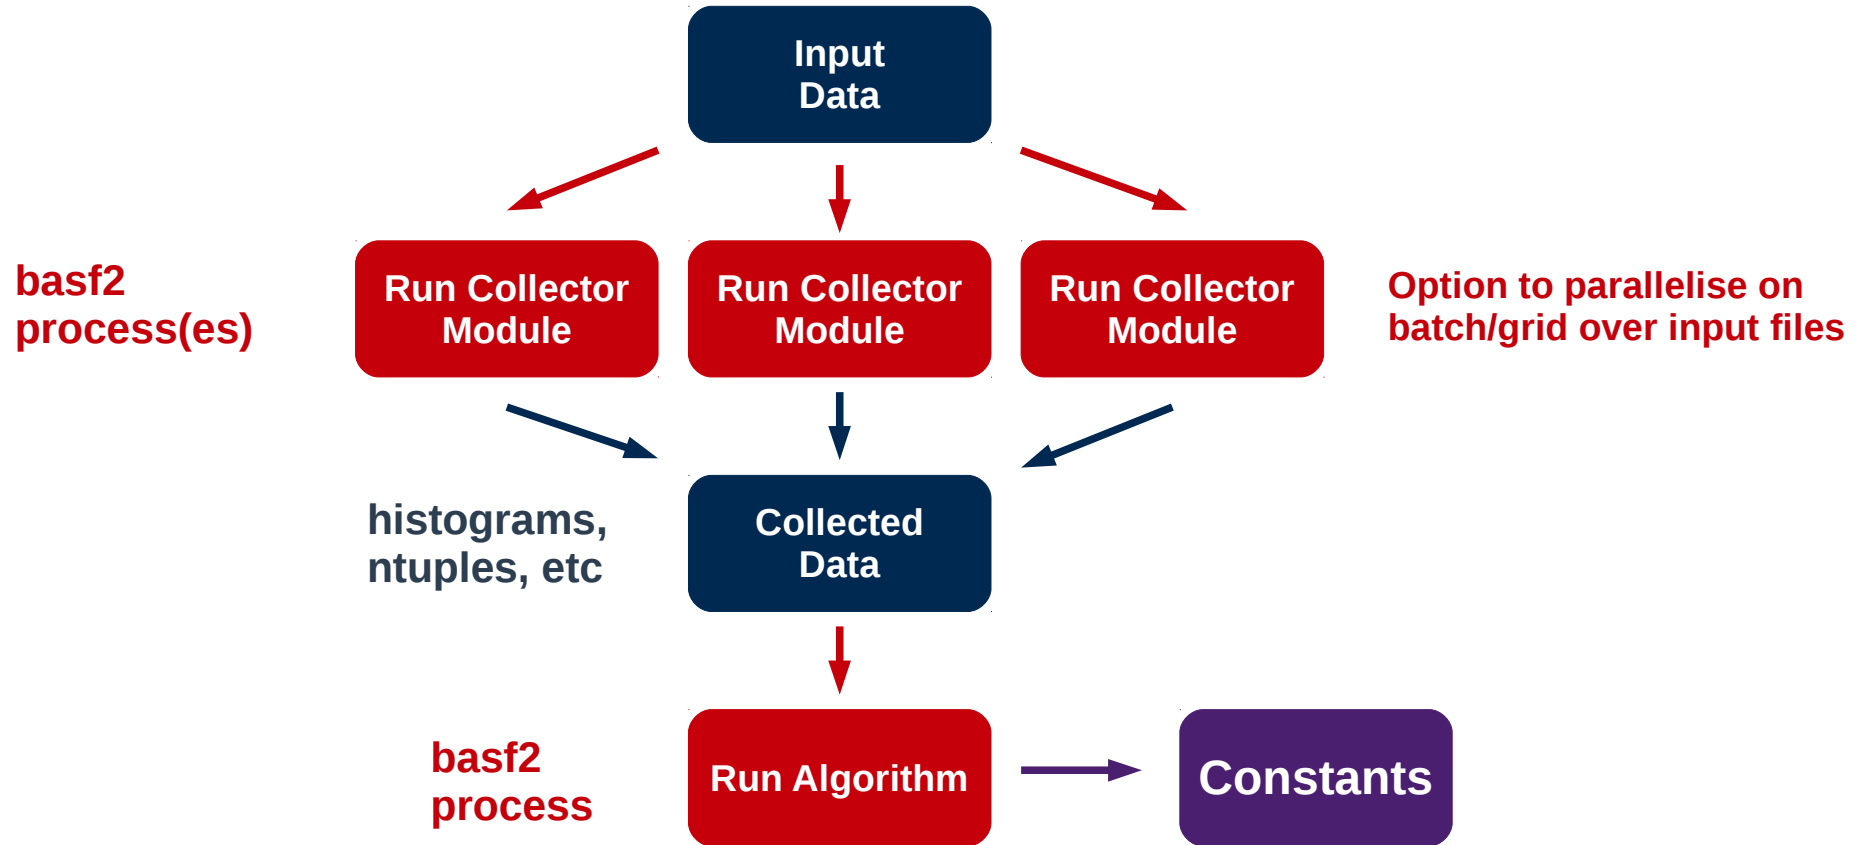 Input
Data
basf2
process(es)
Run Collector
Module
Run Collector
Module
Run Collector
Module
Option to parallelise on
batch/grid over input files
histograms,
ntuples, etc
Collected
Data
basf2
process
Run Algorithm
Constants